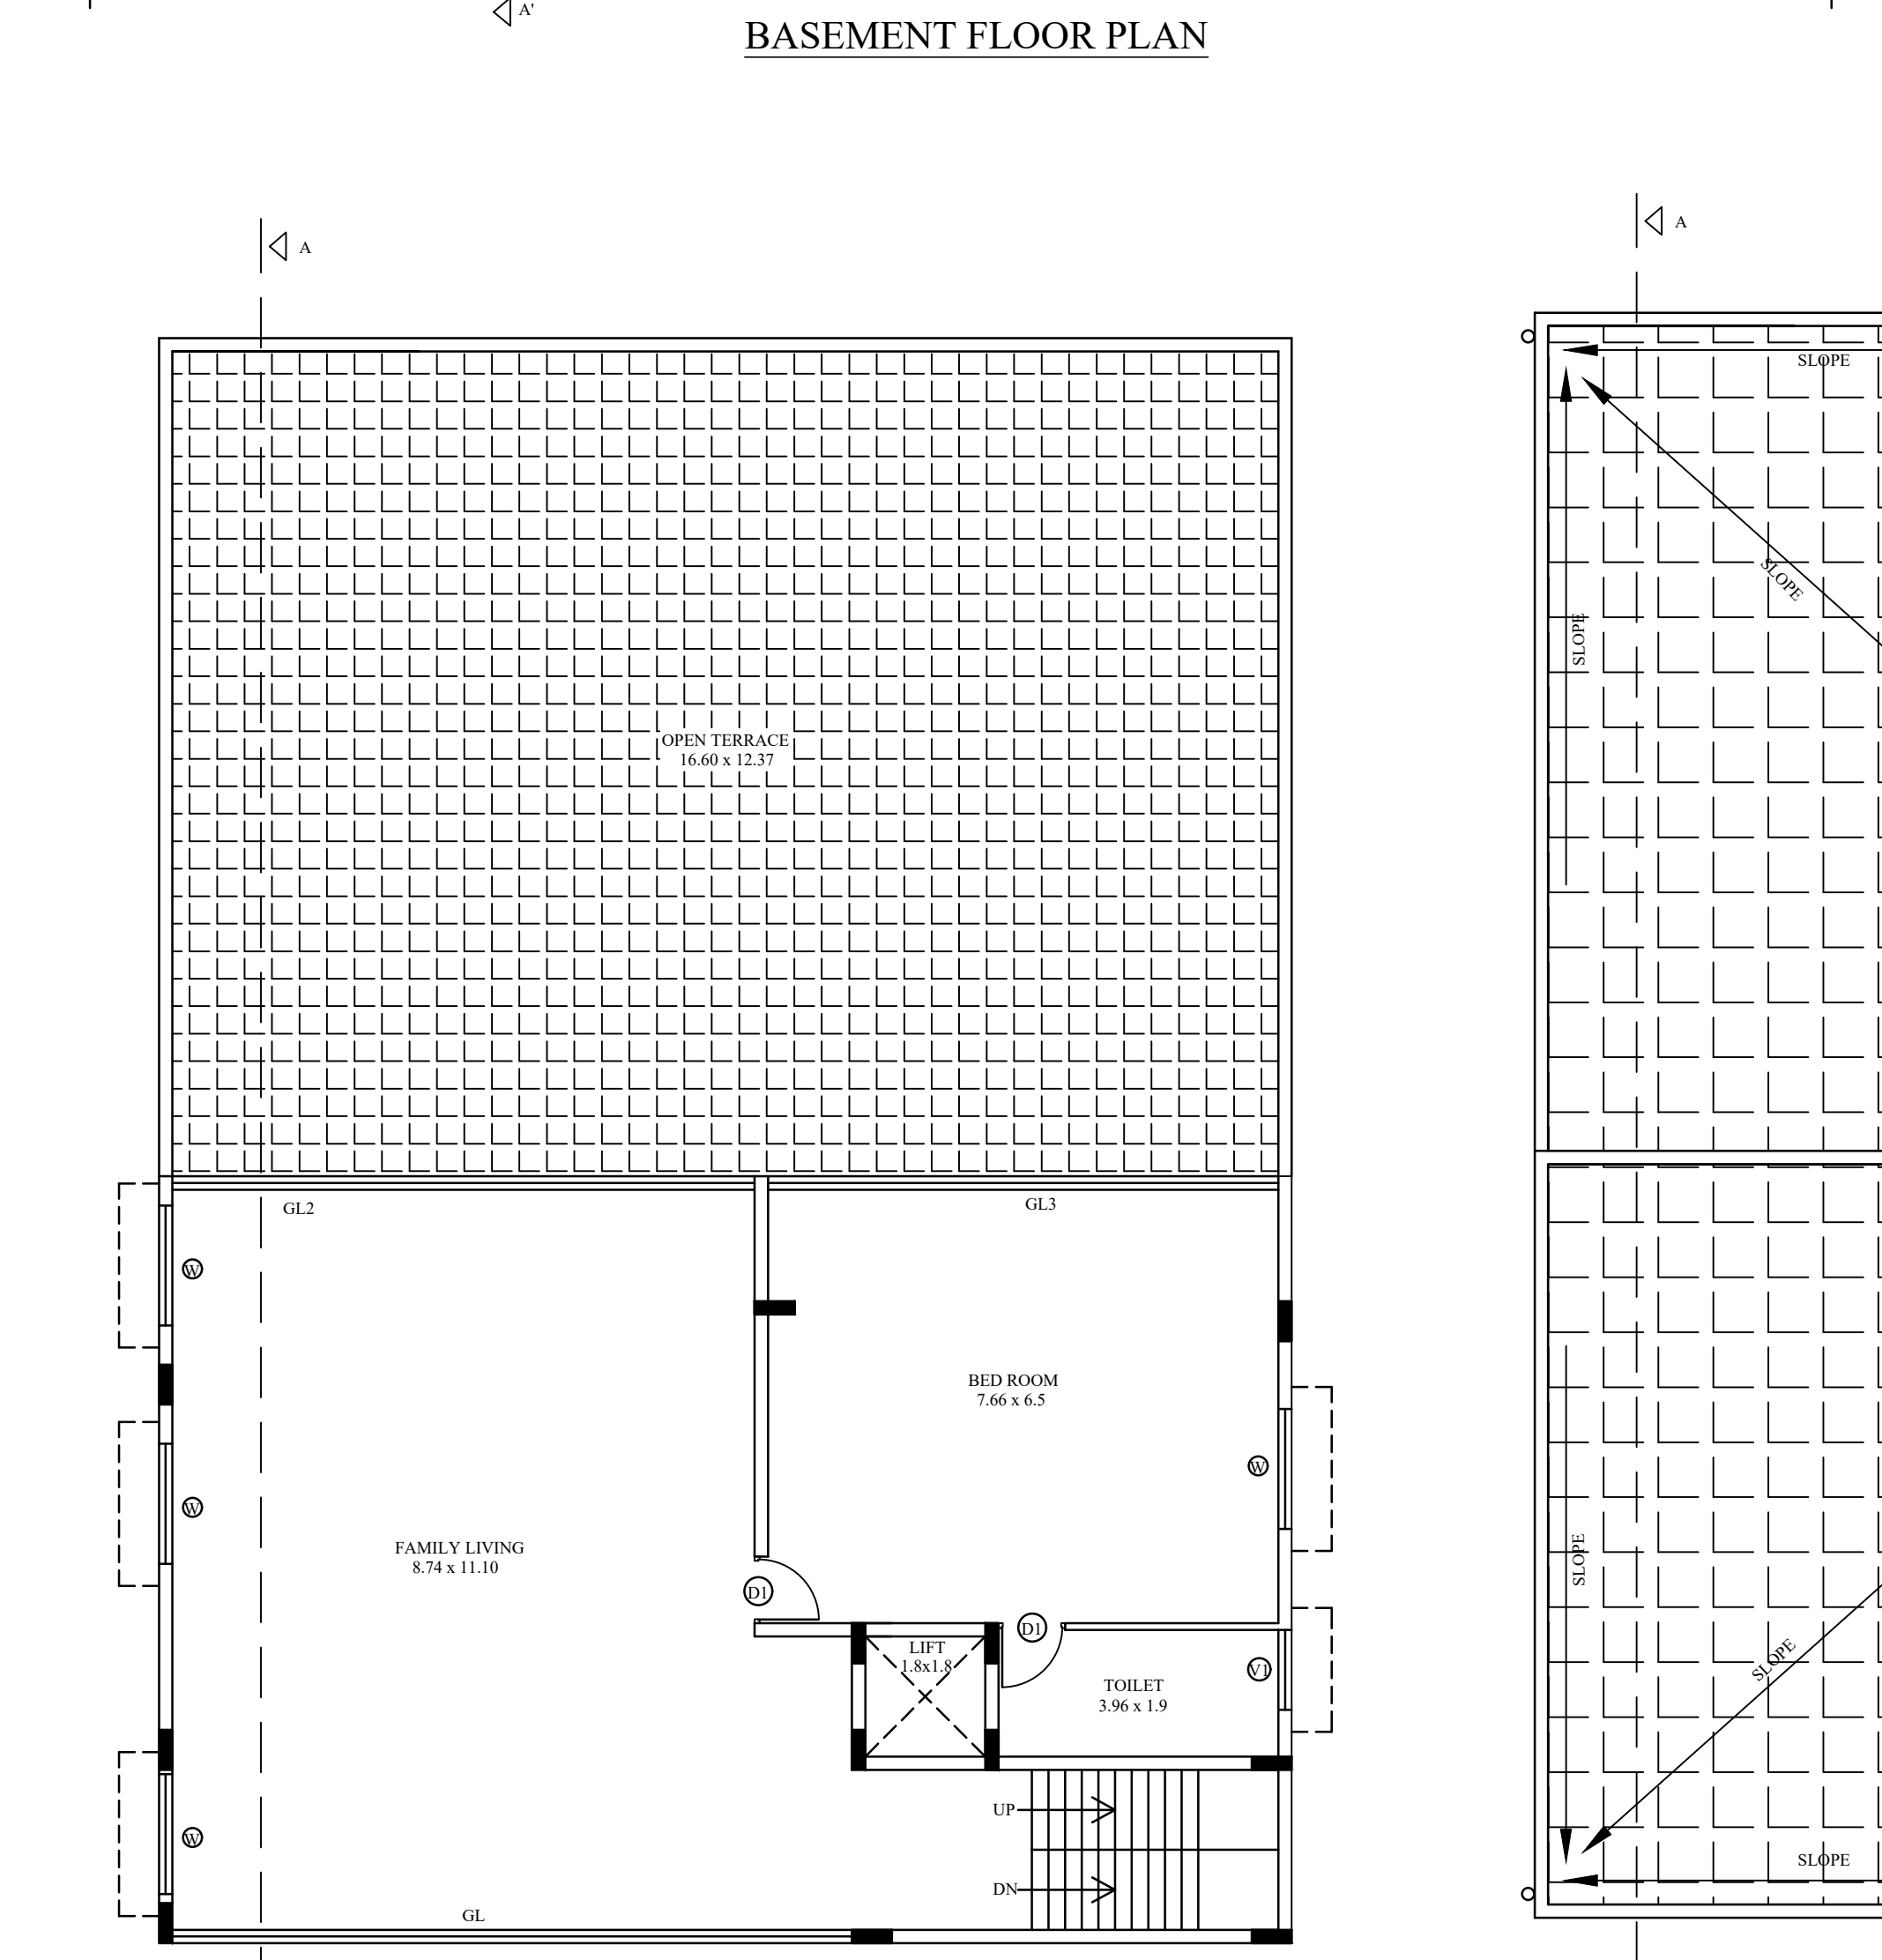 A'
BASEMENT FLOOR PLAN
A
A
SLOPE
SLOPE
SLOPE
OPEN TERRACE
16.60 x 12.37
GL2
GL3
W
BED ROOM
7.66 x 6.5
W
W
FAMILY LIVING
8.74 x 11.10
SLOPE
D1
D1
LIFT
1.8x1.8
V1
TOILET
3.96 x 1.9
SLOPE
UP
W
SLOPE
DN
GL